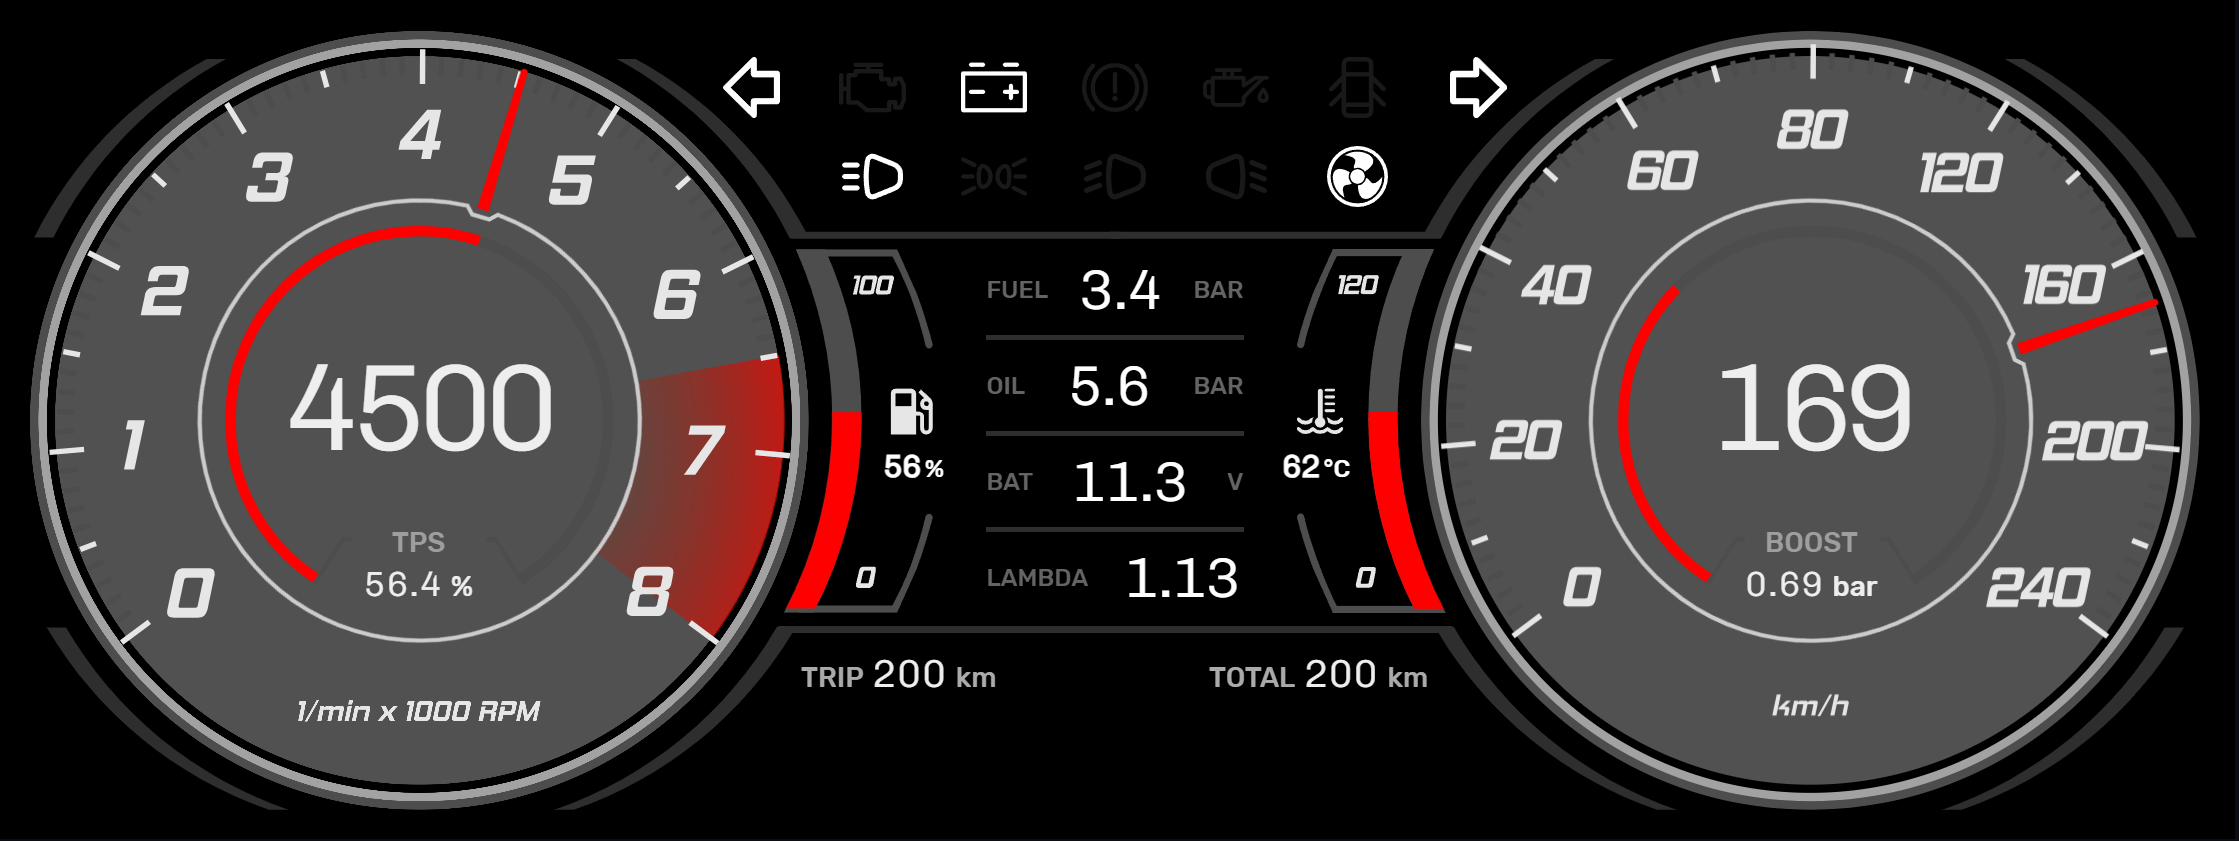 0
1
2
3
4
5
6
7
8
4500
TPS
56.4 %
1/min x 1000 RPM
100
56%
0
FUEL 3.4 BAR
OIL 5.6 BAR
BAT 11.3 V
LAMBDA 1.13
120
62°C
0
TRIP 200 km
TOTAL 200 km
0
20
40
60
80
120
160
200
240
169
BOOST
0.69 bar
km/h